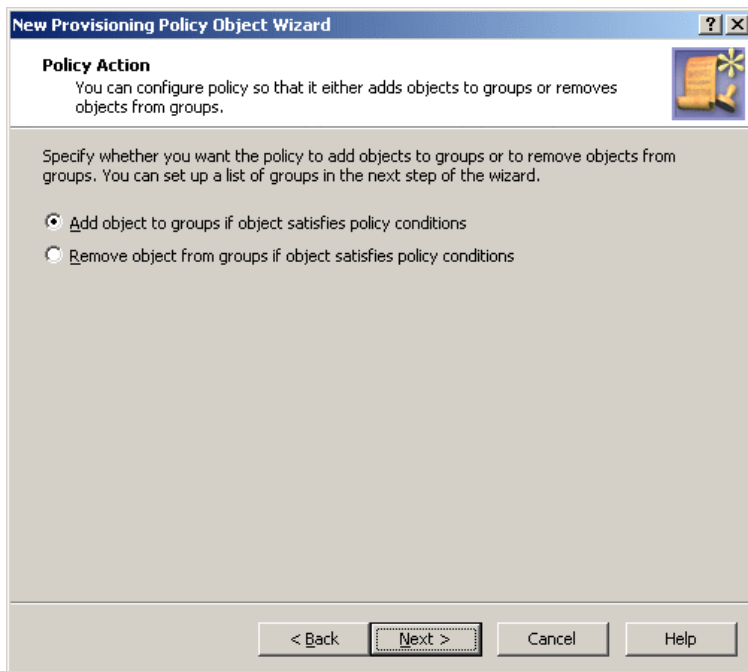 New Provisioning Policy Object Wizard
Policy Action
You can configure policy so that it either adds objects to groups or removes
objects from groups.
Specify whether you want the policy to add objects to groups or to remove objects from
groups. You can set up a list of groups in the next step of the wizard.
Add object to groups if object satisfies policy conditions
Remove object from groups if object satisfies policy conditions
< Back
Next >
Cancel
Help